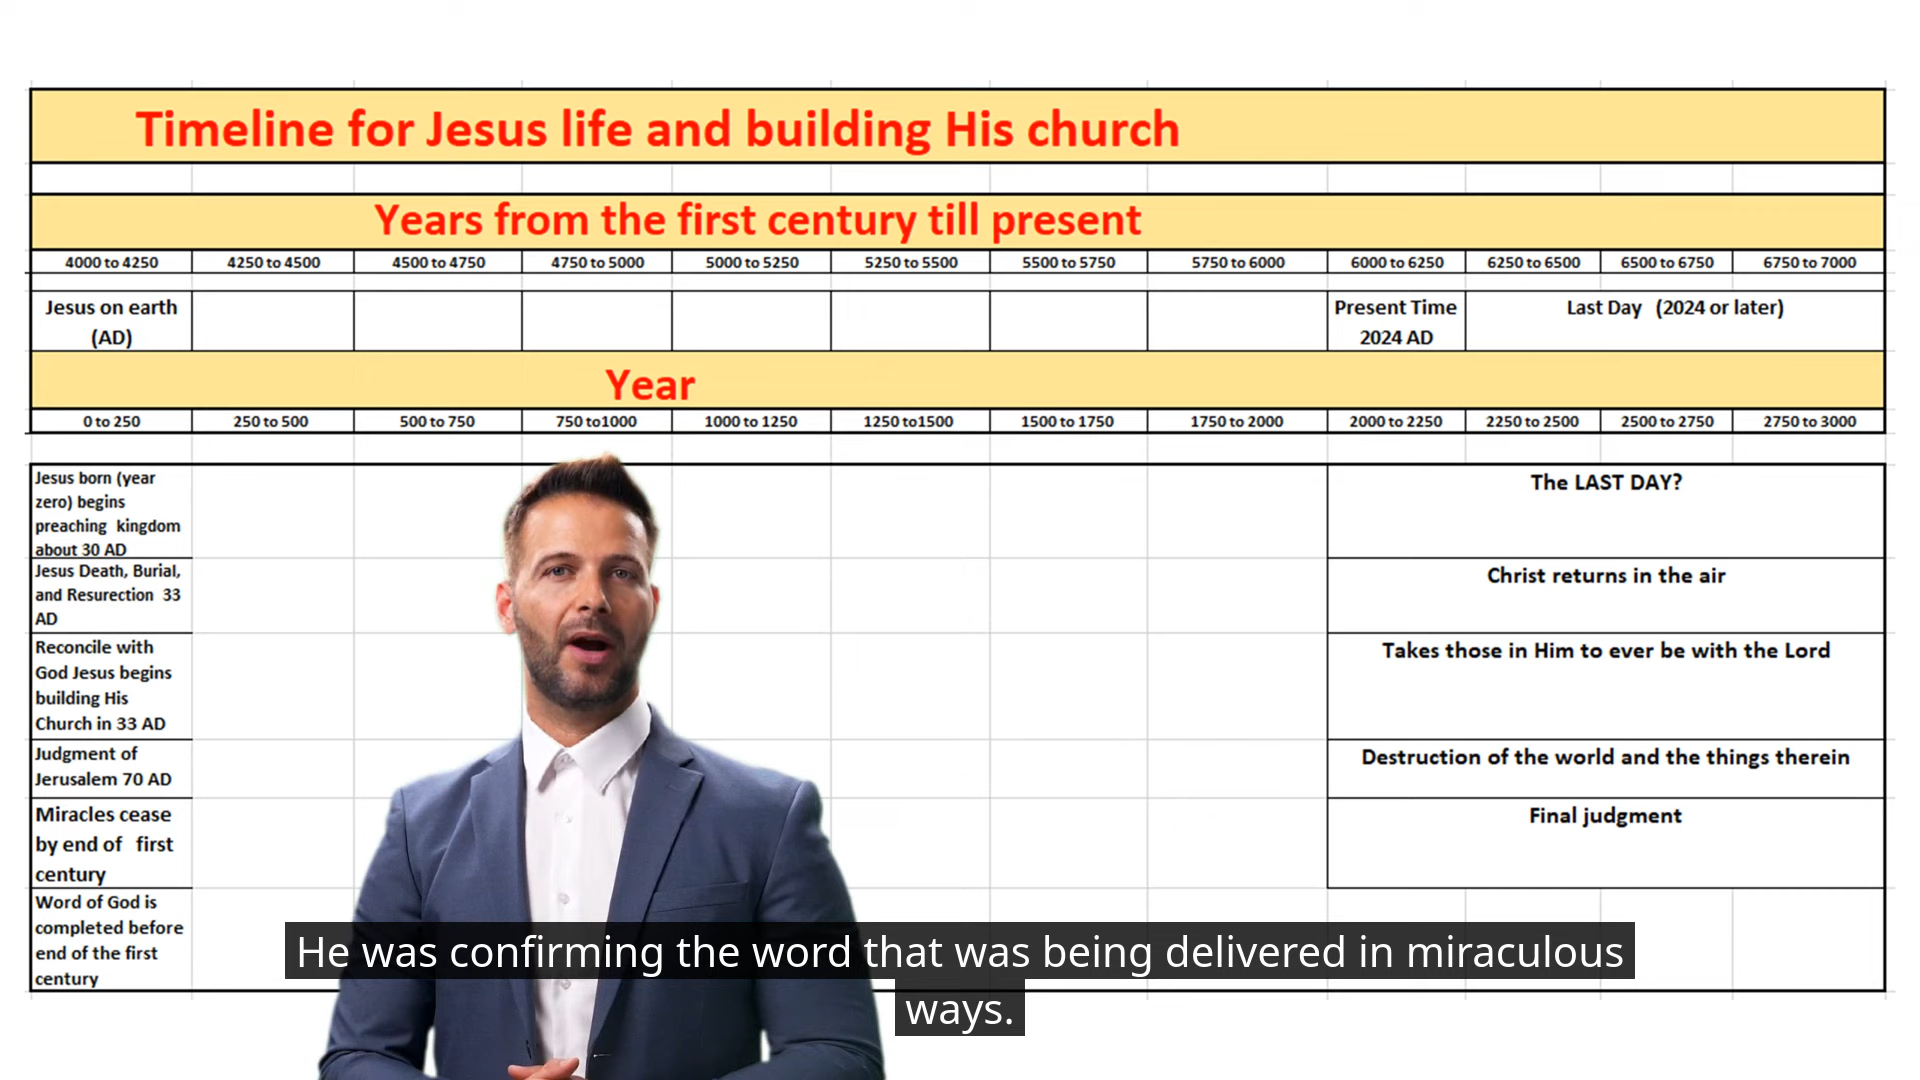 Timeline for Jesus life and building His church
Years from the first century till present
4000 to 4250 4250 to 4500 4500 to 4750 4750 to 5000 5000 to 5250 5250 to 5500 5500 to 5750 5750 to 6000 6000 to 6250 6250 to 6500 6500 to 6750 6750 to 7000
Jesus on earth
(AD)
Present Time
2024 AD
Last Day (2024 or later)
Year
0 to 250 250 to 500 500 to 750 750 to1000 1000 to 1250 1250 to1500 1500 to 1750 1750 to 2000 2000 to 2250 2250 to 2500 2500 to 2750 2750 to 3000
Jesus born (year
zero) begins
preaching kingdom
about 30 AD
Jesus Death, Burial,
and Resurection 33
AD
Reconcile with
God Jesus begins
building His
Church in 33 AD
Judgment of
Jerusalem 70 AD
Miracles cease
by end of first
century
Word of God is
completed before
end of the first
century
The LAST DAY?
Christ returns in the air
Takes those in Him to ever be with the Lord
Destruction of the world and the things therein
Final judgment
He was confirming the word that was being delivered in miraculous
ways.